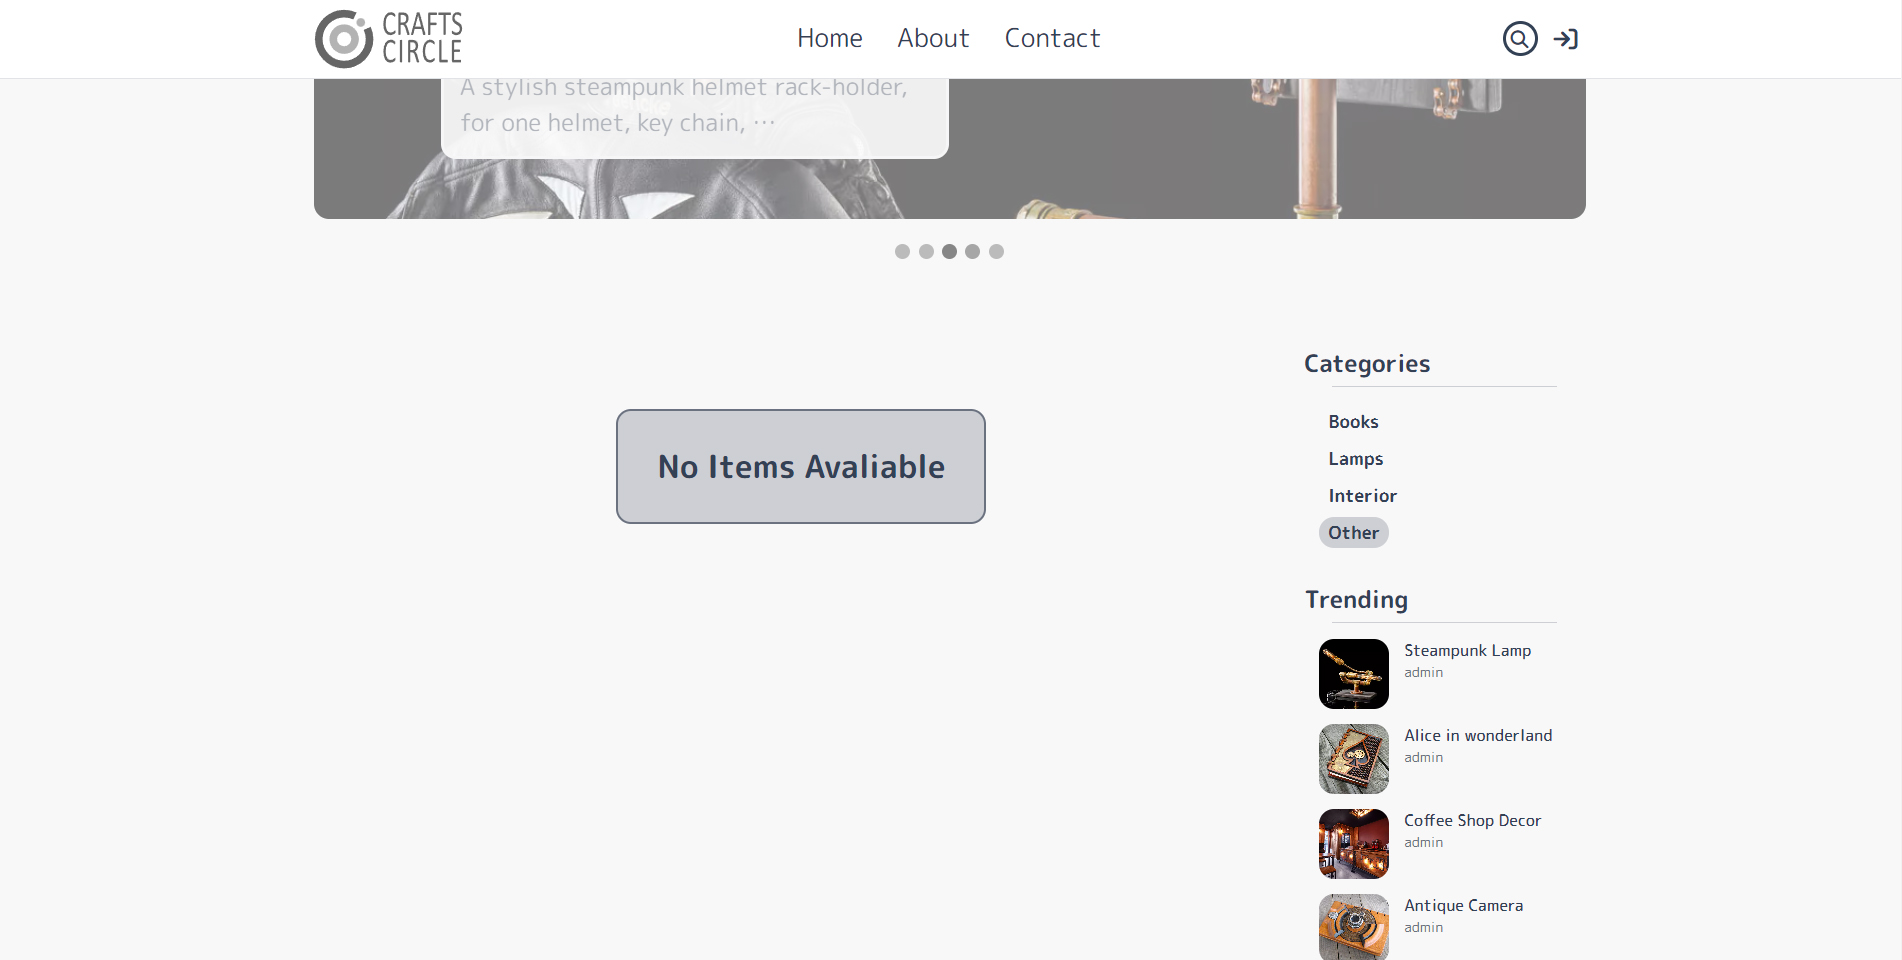 CRAFTS
CIRCLE
Home
About
Contact
A stylish steampunk helmet rack-holder,
for one helmet, key chain, ⋯
No Items Avaliable
Categories
Books
Lamps
Interior
Other
Trending
Steampunk Lamp
admin
Alice in wonderland
admin
Coffee Shop Decor
admin
Antique Camera
admin